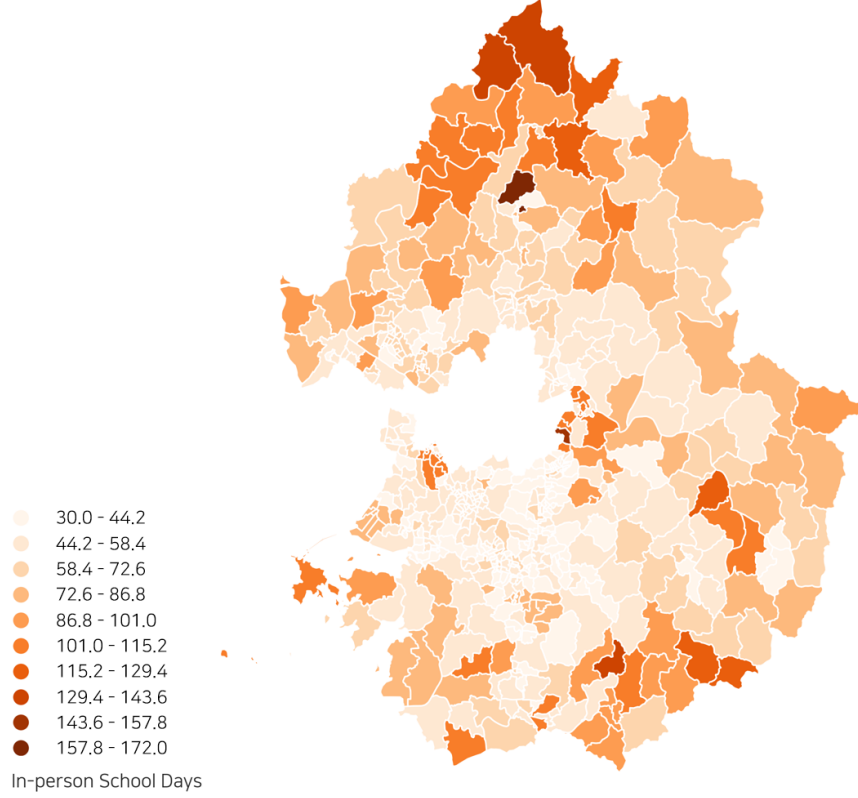 30.0 - 44.2
44.2 - 58.4
58.4 - 72.6
72.6 - 86.8
86.8 - 101.0
101.0 - 115.2
115.2 - 129.4
129.4 - 143.6
143.6 - 157.8
157.8 - 172.0
In-person School Days